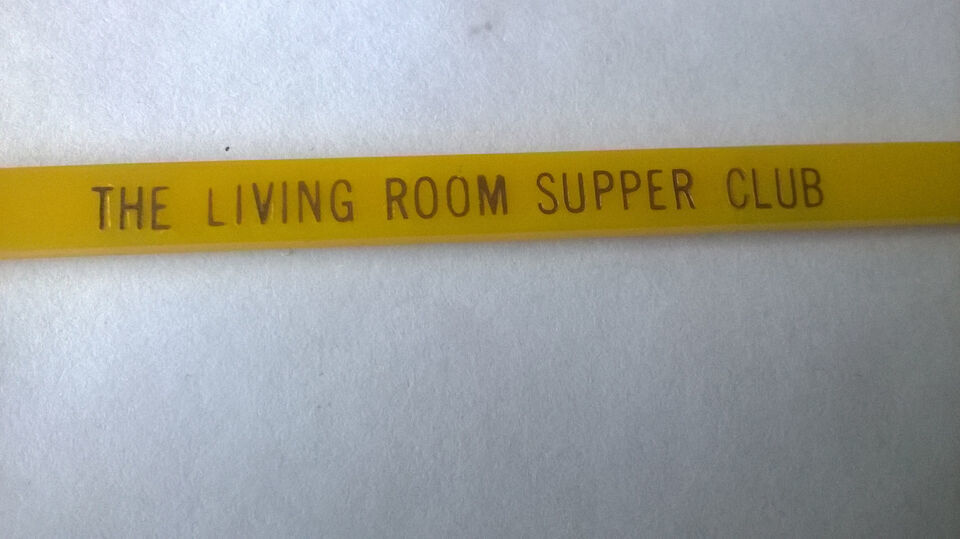 THE LIVING ROOM SUPPER CLUB